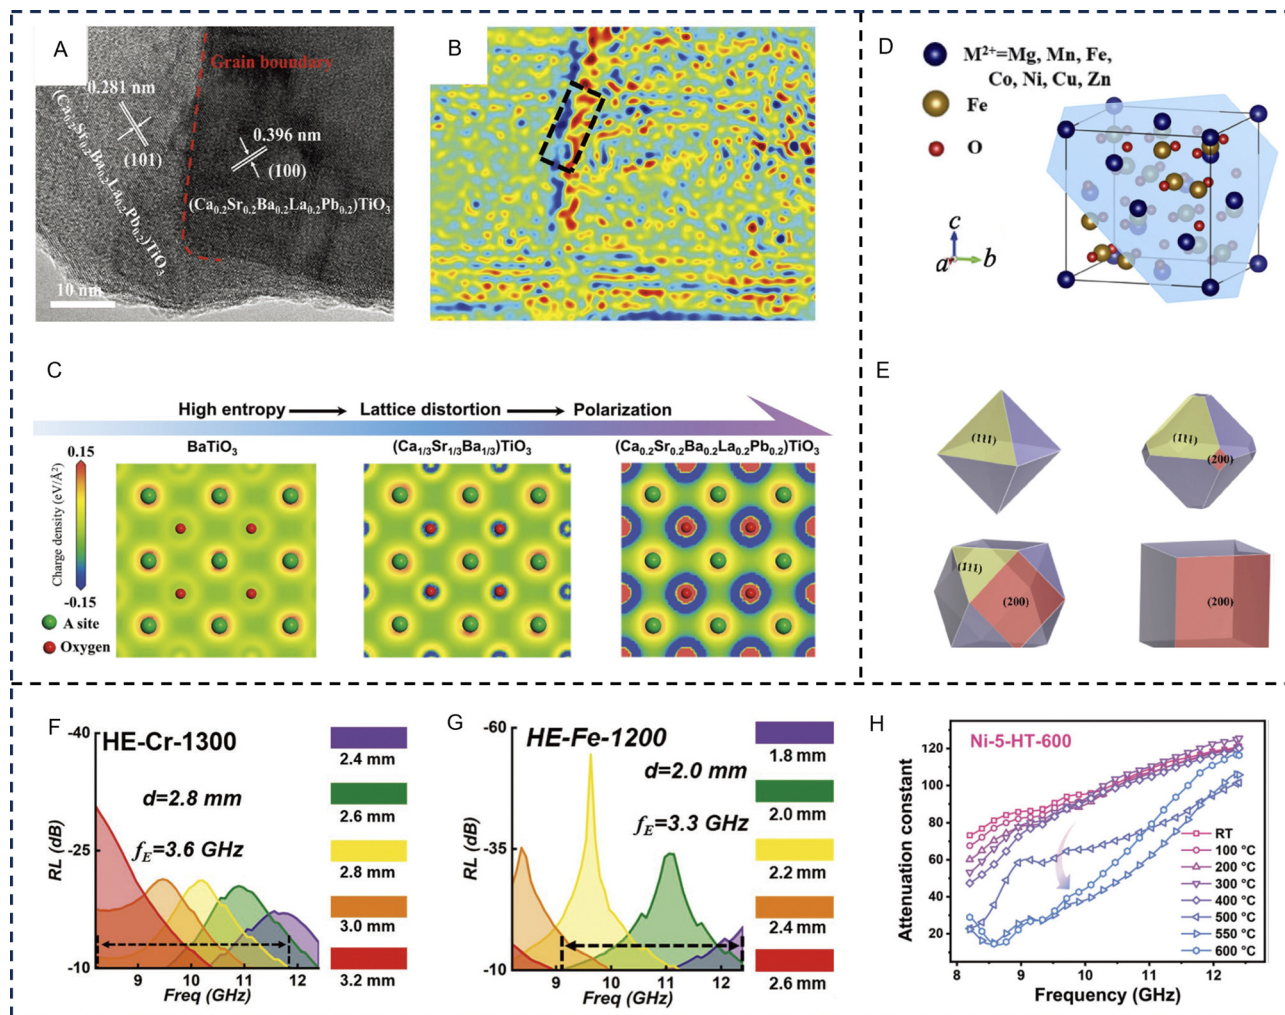 A
Grain boundary
0.281 nm
(101)
(Ca0.2Sr0.2Ba0.2La0.2Pb0.2)TiO3
0.396 nm
(100)
(Ca0.2Sr0.2Ba0.2La0.2Pb0.2)TiO3
10 nm
B
C
High entropy
Lattice distortion
Polarization
BaTiO3
(Ca1/3Sr1/3Ba1/3)TiO3
(Ca0.2Sr0.2Ba0.2La0.2Pb0.2)TiO3
0.15
Charge density (eV/Å2)
-0.15
A site
Oxygen
D
M2+=Mg, Mn, Fe,
Co, Ni, Cu, Zn
Fe
O
c
a
b
E
(111)
(111)
(200)
(111)
(200)
(200)
F
HE-Cr-1300
d=2.8 mm
fE=3.6 GHz
RL (dB)
-40
-25
-10
9
10
11
12
Freq (GHz)
2.4 mm
2.6 mm
2.8 mm
3.0 mm
3.2 mm
G
HE-Fe-1200
d=2.0 mm
fE=3.3 GHz
RL (dB)
-60
-35
-10
9
10
11
12
Freq (GHz)
1.8 mm
2.0 mm
2.2 mm
2.4 mm
2.6 mm
H
Ni-5-HT-600
Attenuation constant
120
100
80
60
40
20
8
9
10
11
12
13
Frequency (GHz)
RT
100 °C
200 °C
300 °C
400 °C
500 °C
550 °C
600 °C